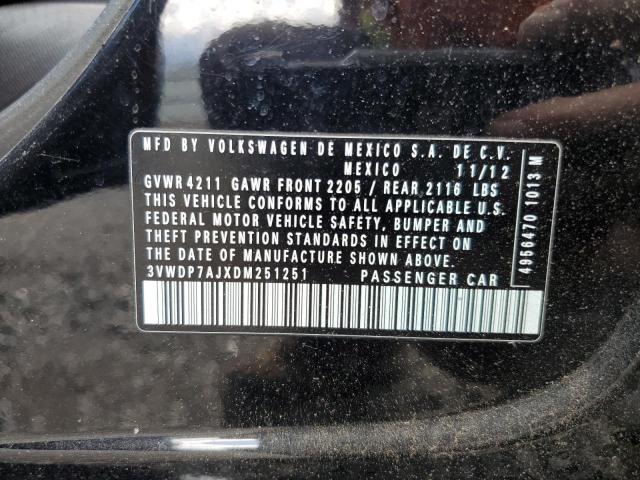 MFD BY VOLKSWAGEN DE MEXICO S.A. DE C.V.
MEXICO 11/12
GVWR 4211 GAWR FRONT 2205 / REAR 2116 LBS
THIS VEHICLE CONFORMS TO ALL APPLICABLE U.S.
FEDERAL MOTOR VEHICLE SAFETY, BUMPER AND
THEFT PREVENTION STANDARDS IN EFFECT ON
THE DATE OF MANUFACTURE SHOWN ABOVE.
3VWDP7AJXDM251251 PASSENGER CAR
4956470 1013 M